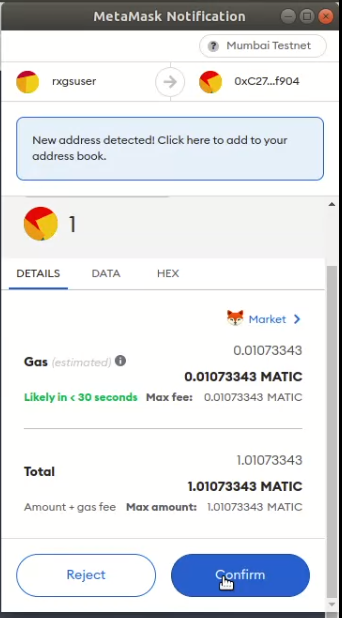 MetaMask Notification
? Mumbai Testnet
rxgsuser 0xC27...f904
New address detected! Click here to add to your
address book.
1
DETAILS DATA HEX
Market
0.01073343
Gas (estimated) 0.01073343 MATIC
Likely in < 30 seconds Max fee: 0.01073343 MATIC
1.01073343
Total 1.01073343 MATIC
Amount + gas fee Max amount: 1.01073343 MATIC
Reject Confirm